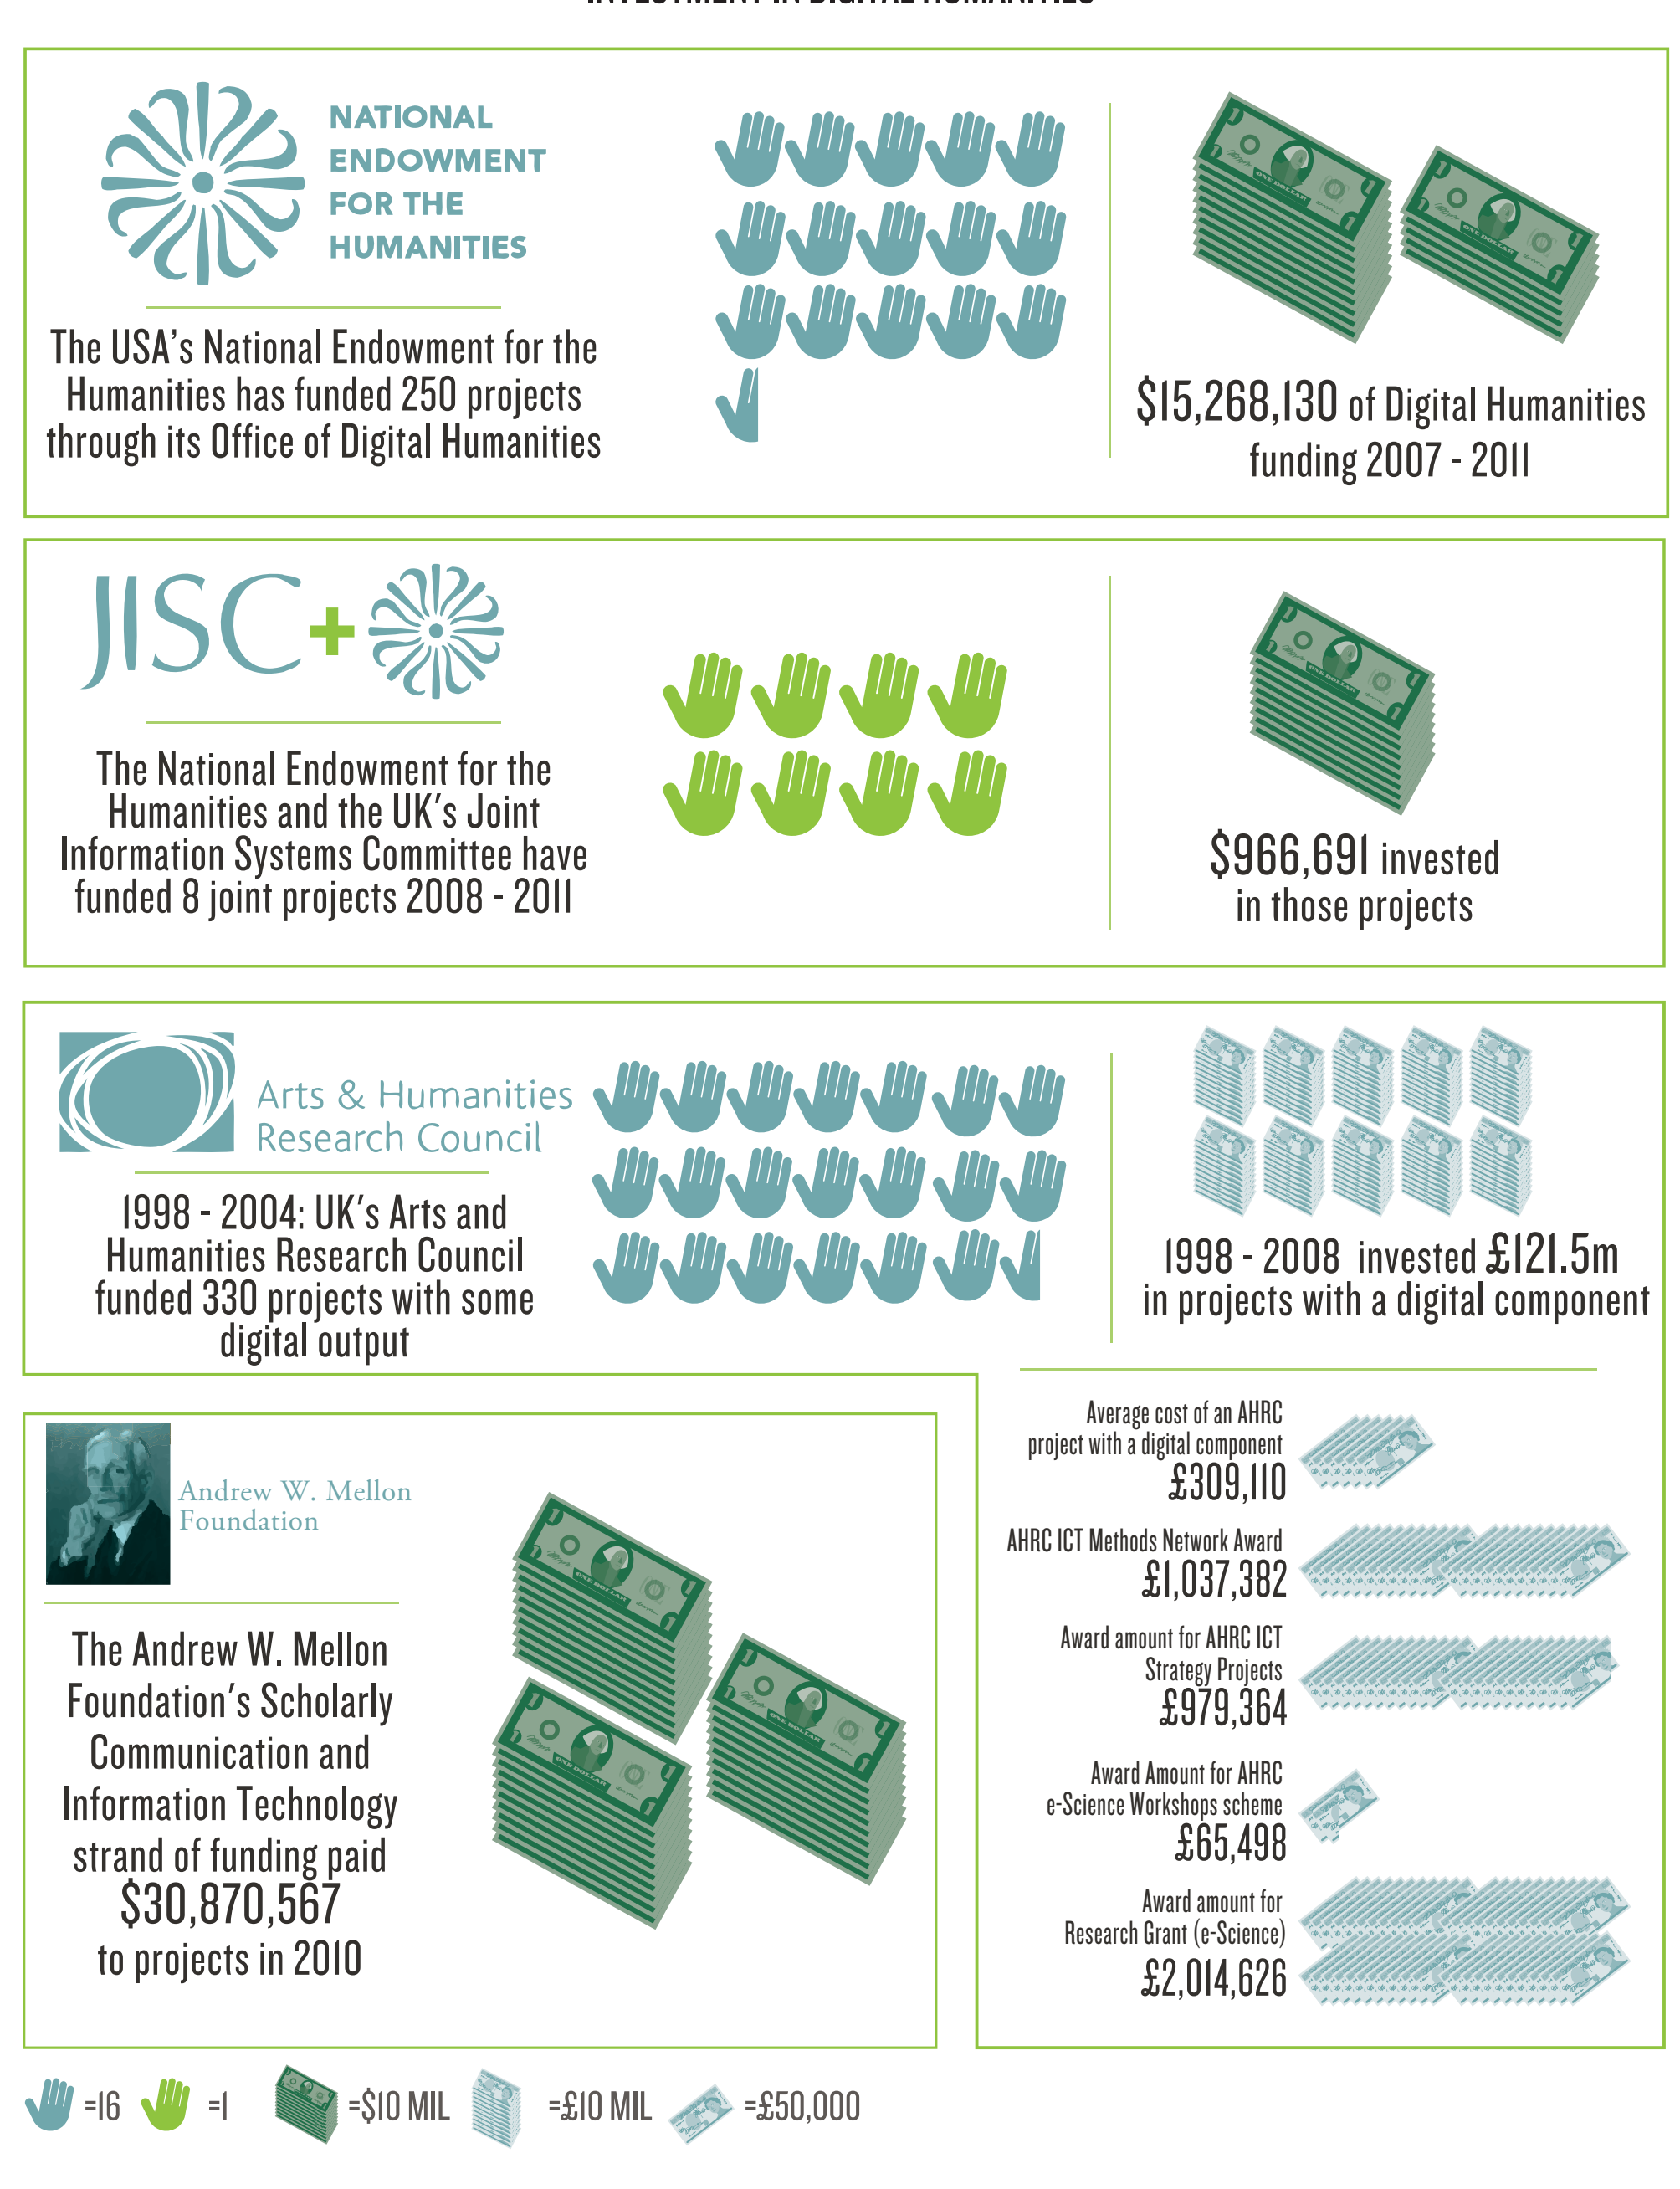 INVESTMENT IN DIGITAL HUMANITIES
NATIONAL
ENDOWMENT
FOR THE
HUMANITIES
The USA's National Endowment for the
Humanities has funded 250 projects
through its Office of Digital Humanities
$15,268,130 of Digital Humanities
funding 2007 - 2011
JISC+
The National Endowment for the
Humanities and the UK's Joint
Information Systems Committee have
funded 8 joint projects 2008 - 2011
$966,691 invested
in those projects
Arts & Humanities
Research Council
1998 - 2004: UK's Arts and
Humanities Research Council
funded 330 projects with some
digital output
1998 - 2008 invested £121.5m
in projects with a digital component
Average cost of an AHRC
project with a digital component
£309,110
AHRC ICT Methods Network Award
£1,037,382
Award amount for AHRC ICT
Strategy Projects
£979,364
Award Amount for AHRC
e-Science Workshops scheme
£65,498
Award amount for
Research Grant (e-Science)
£2,014,626
Andrew W. Mellon
Foundation
The Andrew W. Mellon
Foundation's Scholarly
Communication and
Information Technology
strand of funding paid
$30,870,567
to projects in 2010
=16 =1 =$10 MIL =£10 MIL =£50,000